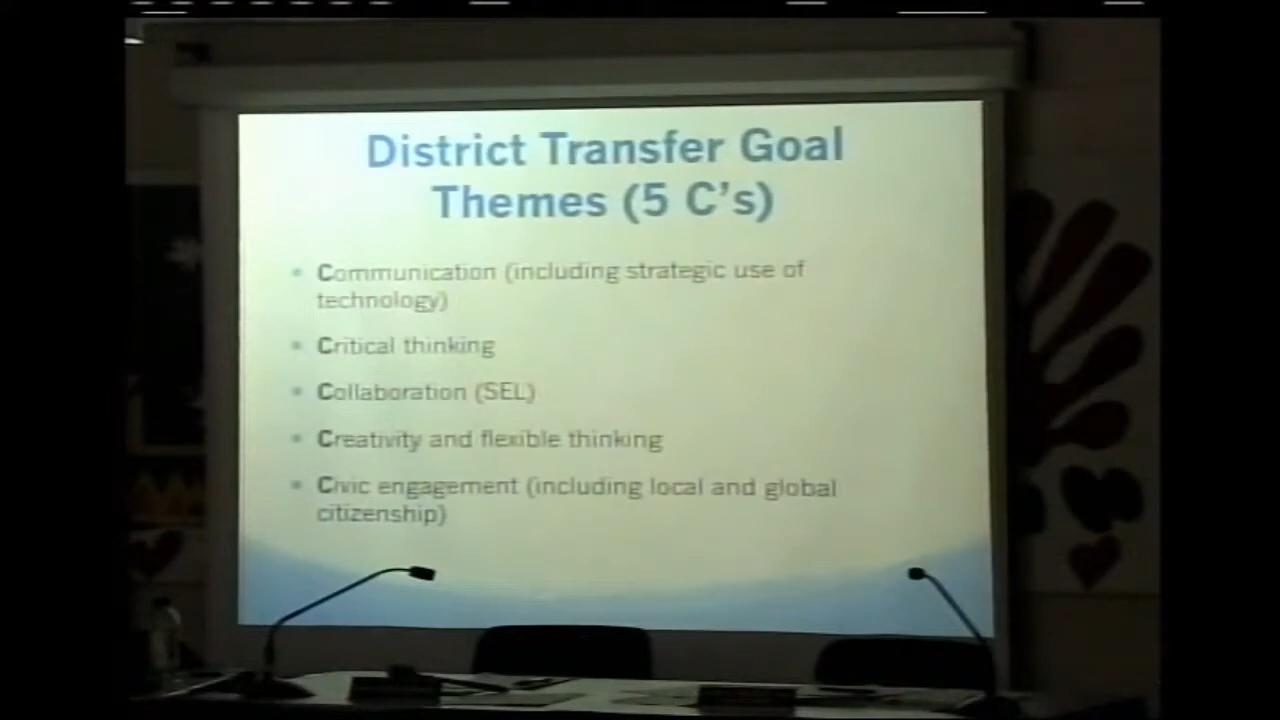 District Transfer Goal
Themes (5 C's)
Communication (including strategic use of
technology)
Critical thinking
Collaboration (SEL)
Creativity and flexible thinking
Civic engagement (including local and global
citizenship)